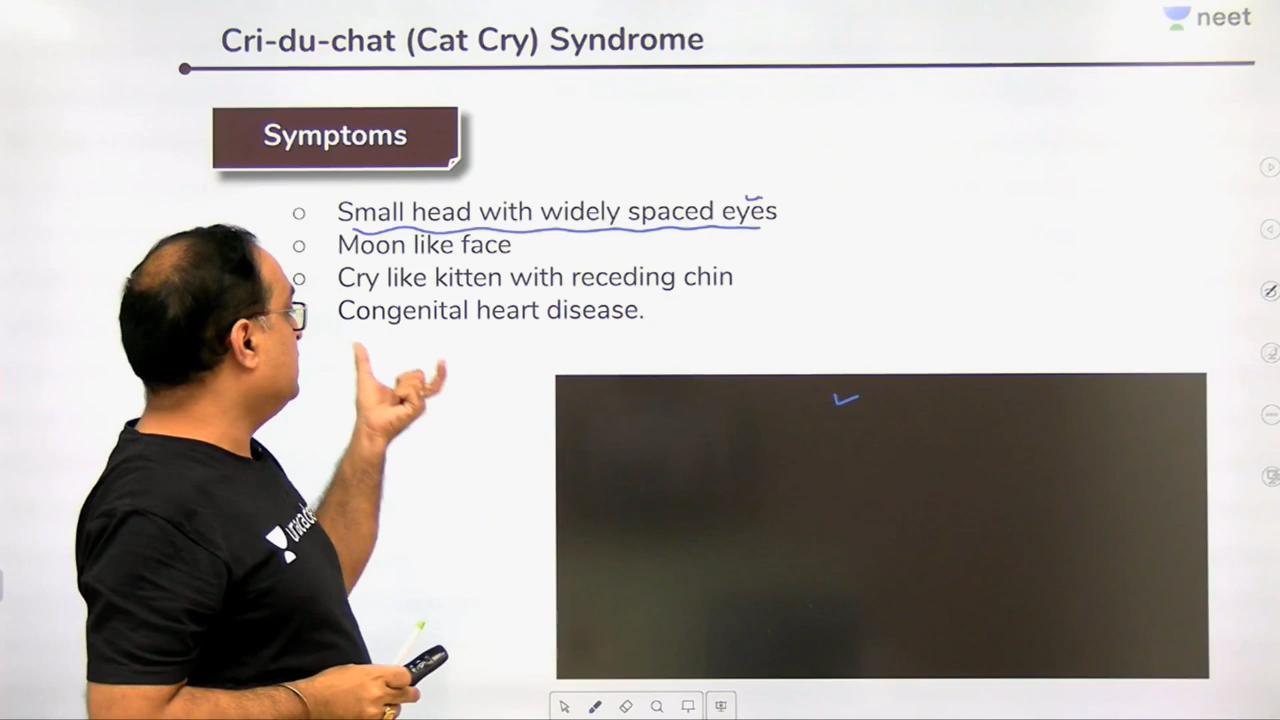 Cri-du-chat (Cat Cry) Syndrome
neet
Symptoms
Small head with widely spaced eyes
Moon like face
Cry like kitten with receding chin
Congenital heart disease.